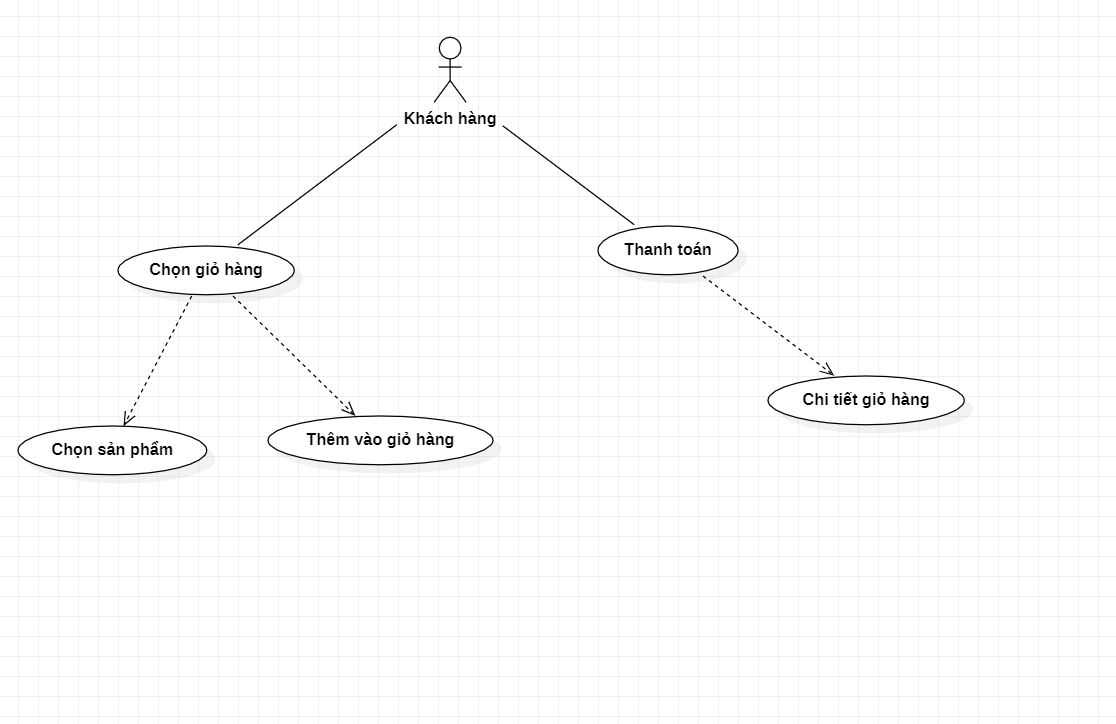 Khách hàng
Chọn giỏ hàng
Thanh toán
Chọn sản phẩm
Thêm vào giỏ hàng
Chi tiết giỏ hàng